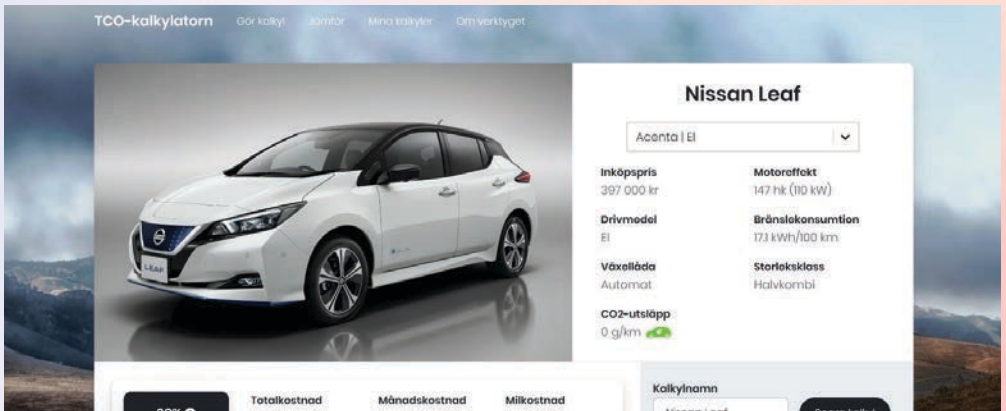 TCO-kalkylatorn Gör kalkyl Jämför Mina kalkyler Om verktyget
Nissan Leaf
Acenta | El
Inköpspris Motoreffekt
397 000 kr 147 hk (110 kW)
Drivmedel Bränslekonsumtion
El 17.1 kWh/100 km
Växellåda Storleksklass
Automat Halvkombi
CO2-utsläpp
0 g/km
LEAF
Kalkylnamn
Totalkostnad Månadskostnad Milkostnad
Nissan Leaf